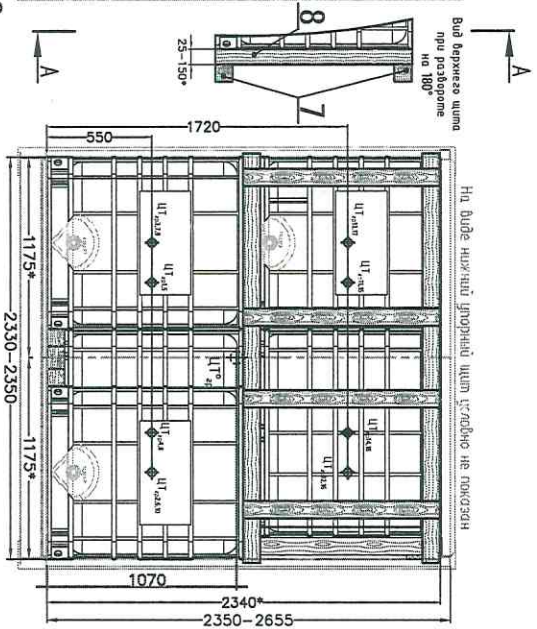 Вид верхнего щита
при развороте
на 180°
А
А
8
7
25-150*
На виде нижний упорный щит условно не показан
1720
550
ЦТ
ЦТ
ЦТ
ЦТ
ЦТ°
ЦТ
ЦТ
ЦТ
ЦТ
1175*
1175*
2330-2350
1070
2340*
2350-2655